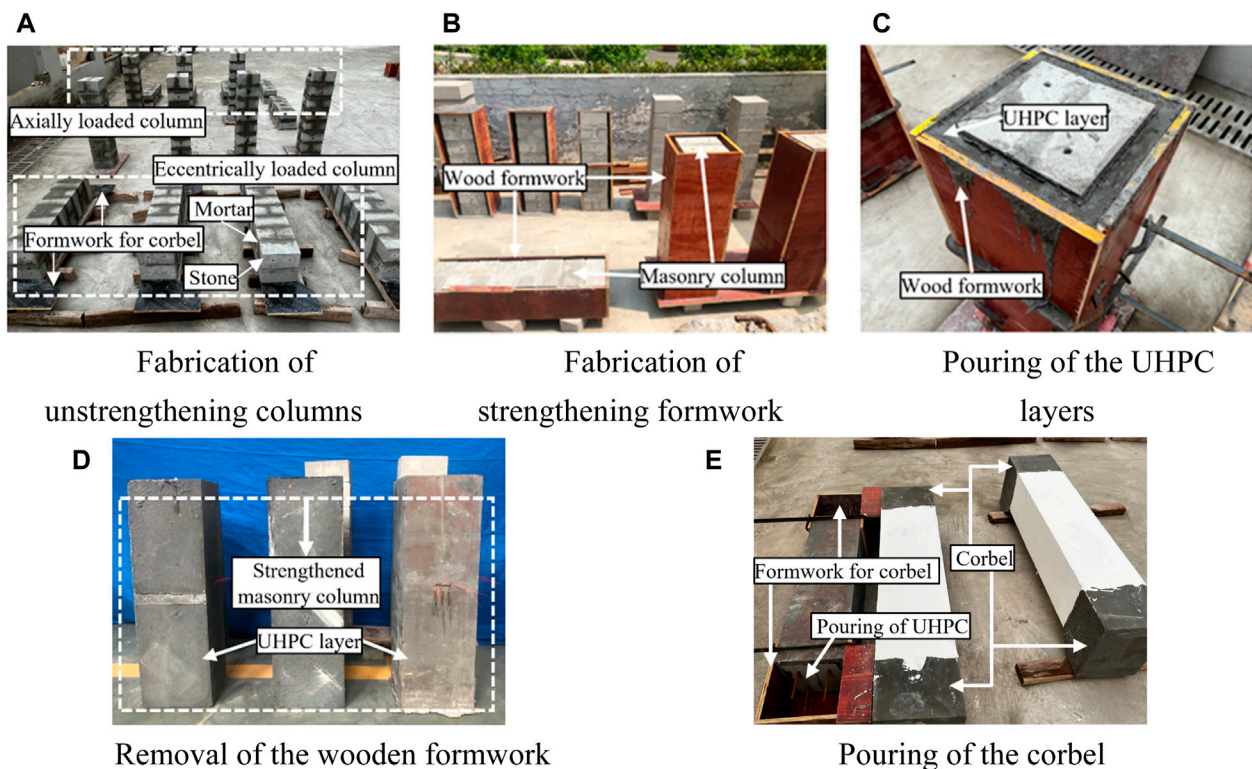 A
Axially loaded column
Eccentrically loaded column
Mortar
Formwork for corbel
Stone
Fabrication of
unstrengthening columns
B
Wood formwork
Masonry column
Fabrication of
strengthening formwork
C
UHPC layer
Wood formwork
Pouring of the UHPC
layers
D
Strengthened
masonry column
UHPC layer
Removal of the wooden formwork
E
Corbel
Formwork for corbel
Pouring of UHPC
Pouring of the corbel